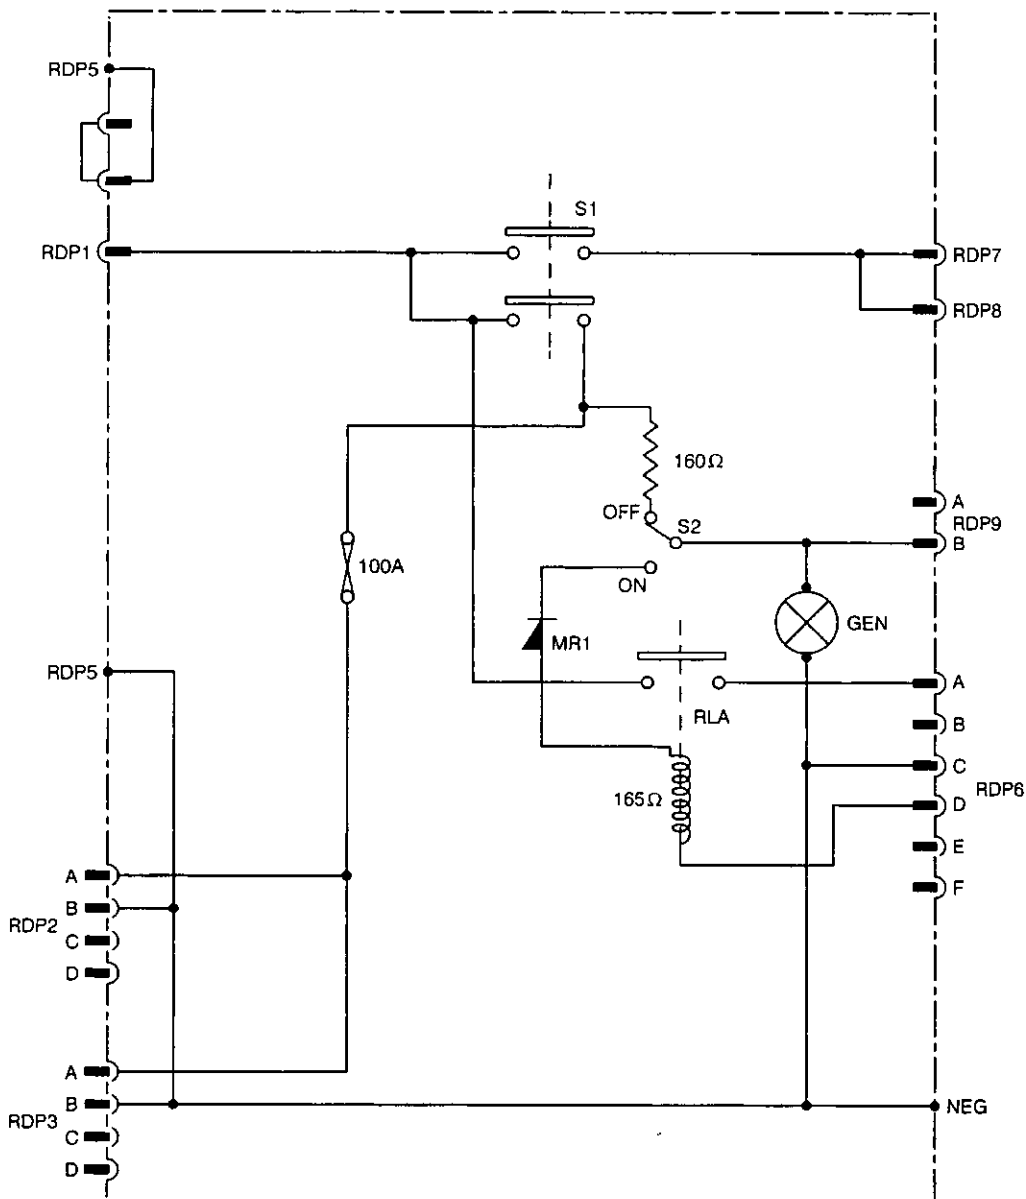 RDP5
S1
RDP1
RDP7
RDP8
160Ω
OFF
S2
A
RDP9
B
100A
ON
MR1
GEN
RDP5
RLA
A
B
C
RDP6
D
E
F
165Ω
A
B
RDP2
C
D
A
B
RDP3
C
D
NEG